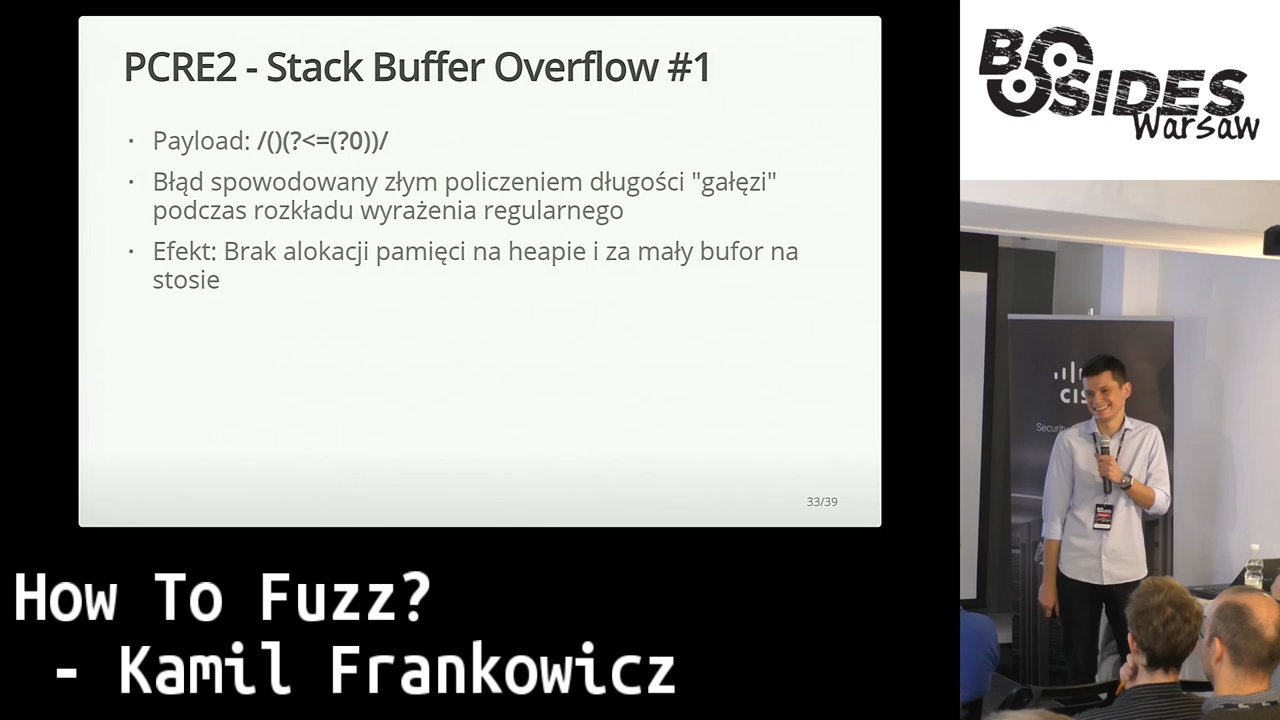 PCRE2 - Stack Buffer Overflow #1
· Payload: /()(?<=(?0))/
· Błąd spowodowany złym policzeniem długości "gałęzi"
podczas rozkładu wyrażenia regularnego
· Efekt: Brak alokacji pamięci na heapie i za mały bufor na
stosie
33/39
How To Fuzz?
- Kamil Frankowicz
BSIDES
Warsaw